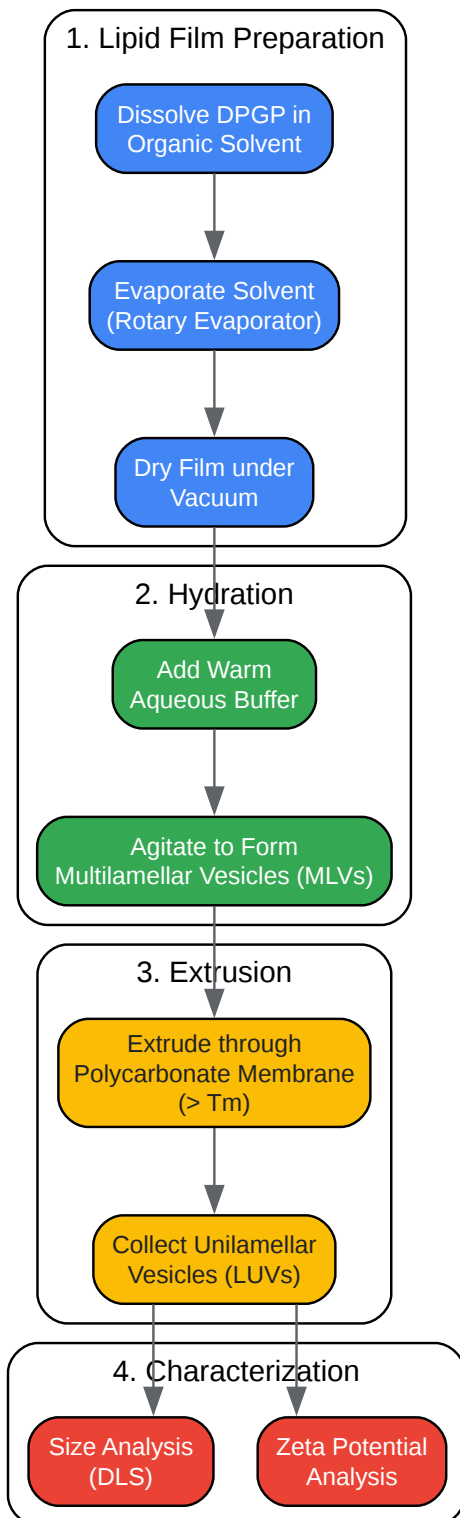 1. Lipid Film Preparation
Dissolve DPGP in
Organic Solvent
Evaporate Solvent
(Rotary Evaporator)
Dry Film under
Vacuum
2. Hydration
Add Warm
Aqueous Buffer
Agitate to Form
Multilamellar Vesicles (MLVs)
3. Extrusion
Extrude through
Polycarbonate Membrane
(> Tm)
Collect Unilamellar
Vesicles (LUVs)
4. Characterization
Size Analysis
(DLS)
Zeta Potential
Analysis